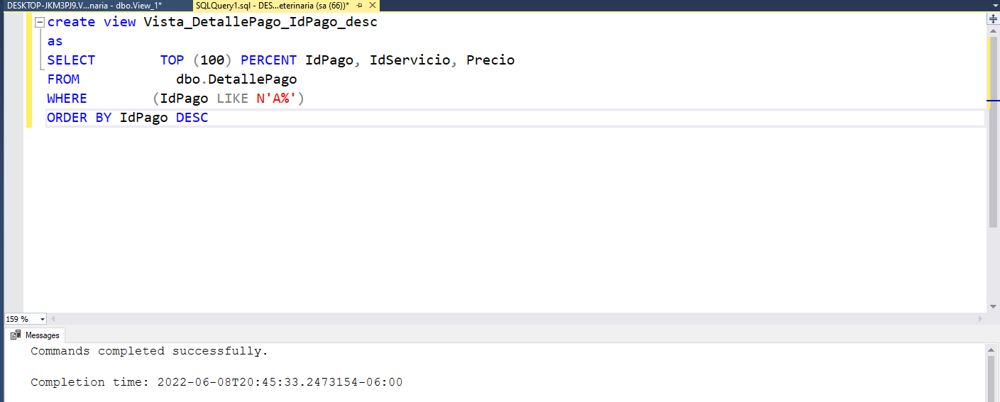 DESKTOP-JKM3PJ9.V...naria - dbo.View_1*
SQLQuery1.sql - DES...eterinaria (sa (66))*
create view Vista_DetallePago_IdPago_desc
as
SELECT TOP (100) PERCENT IdPago, IdServicio, Precio
FROM dbo.DetallePago
WHERE (IdPago LIKE N'A%')
ORDER BY IdPago DESC
159 %
Messages
Commands completed successfully.
Completion time: 2022-06-08T20:45:33.2473154-06:00